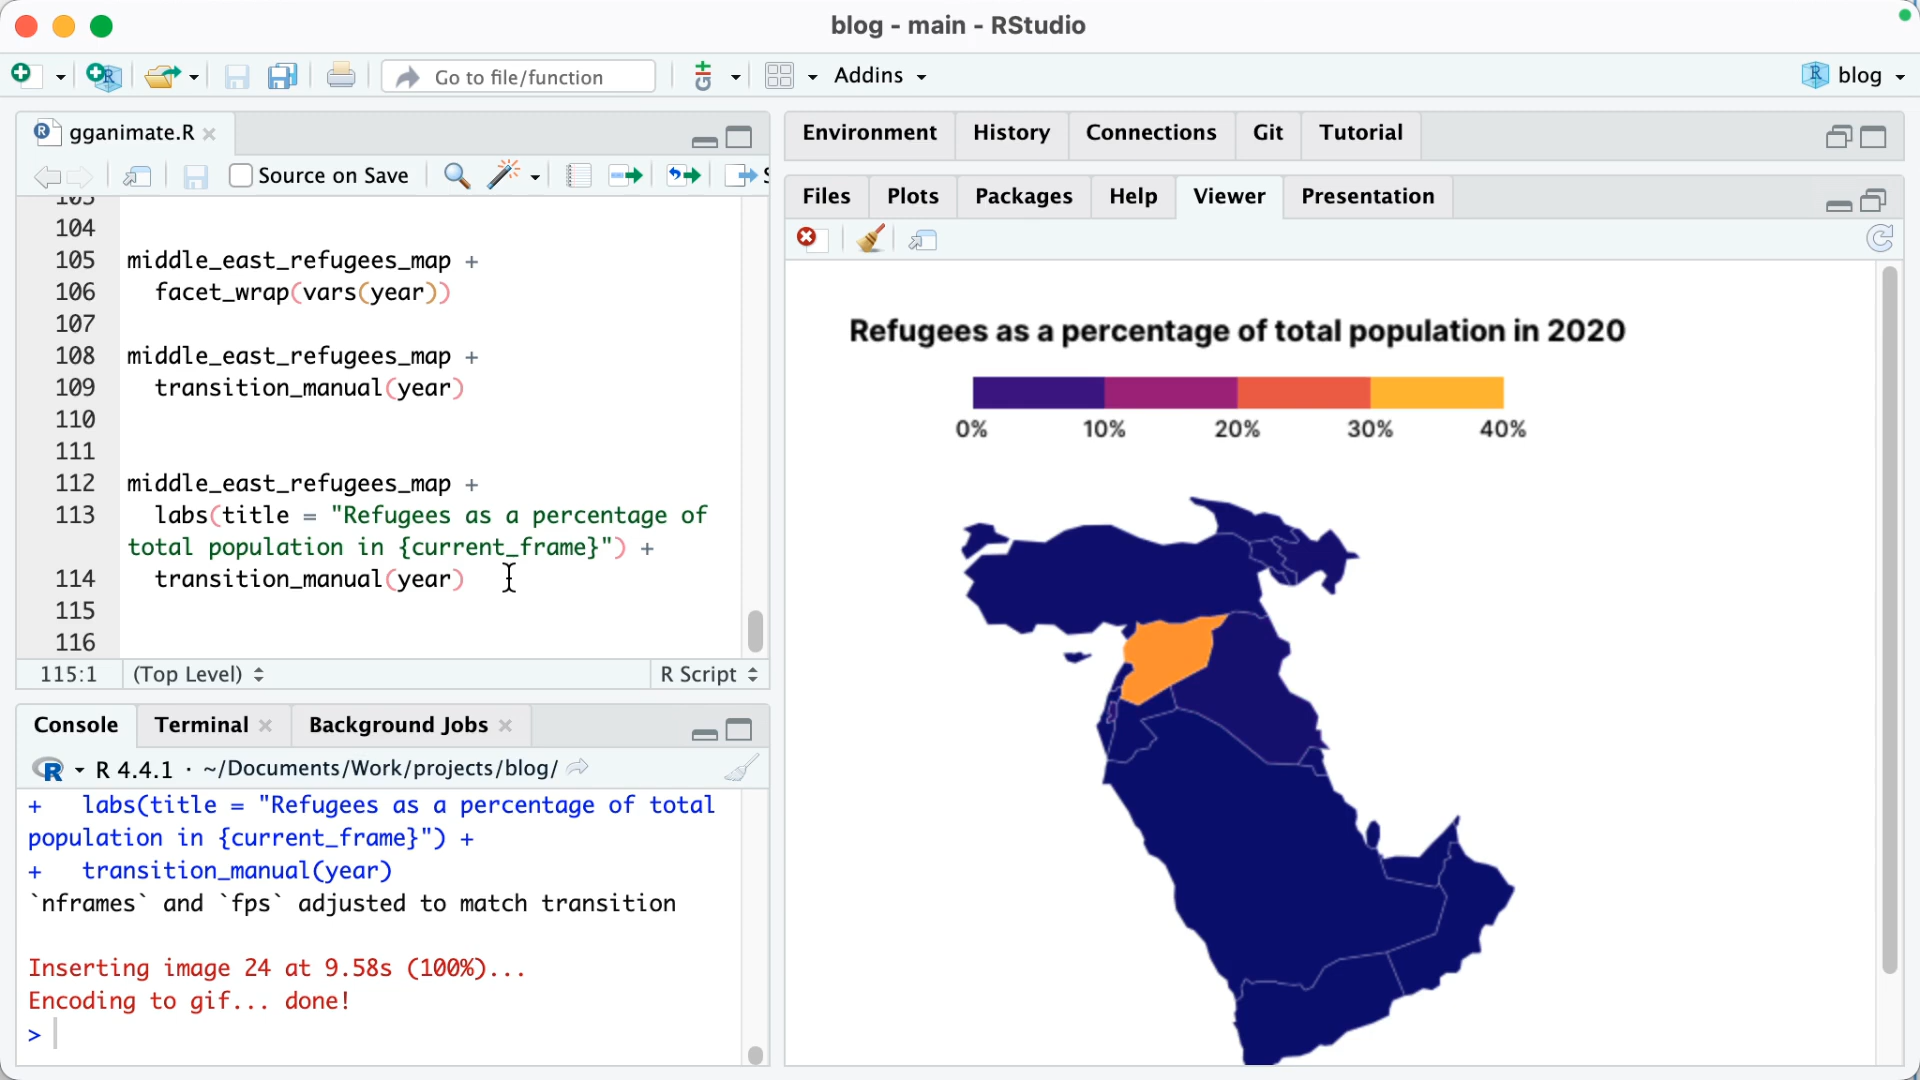 blog - main - RStudio
Go to file/function
Addins
blog
gganimate.R
Source on Save
103
104
105 middle_east_refugees_map +
106 facet_wrap(vars(year))
107
108 middle_east_refugees_map +
109 transition_manual(year)
110
111
112 middle_east_refugees_map +
113 labs(title = "Refugees as a percentage of
total population in {current_frame}") +
114 transition_manual(year)
115
116
115:1 (Top Level) R Script
Console Terminal Background Jobs
R 4.4.1 · ~/Documents/Work/projects/blog/
+ labs(title = "Refugees as a percentage of total
population in {current_frame}") +
+ transition_manual(year)
`nframes` and `fps` adjusted to match transition
Inserting image 24 at 9.58s (100%)...
Encoding to gif... done!
>
Environment History Connections Git Tutorial
Files Plots Packages Help Viewer Presentation
Refugees as a percentage of total population in 2020
0% 10% 20% 30% 40%